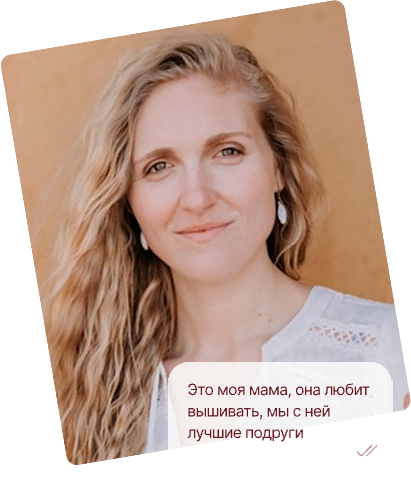 Это моя мама, она любит
вышивать, мы с ней
лучшие подруги